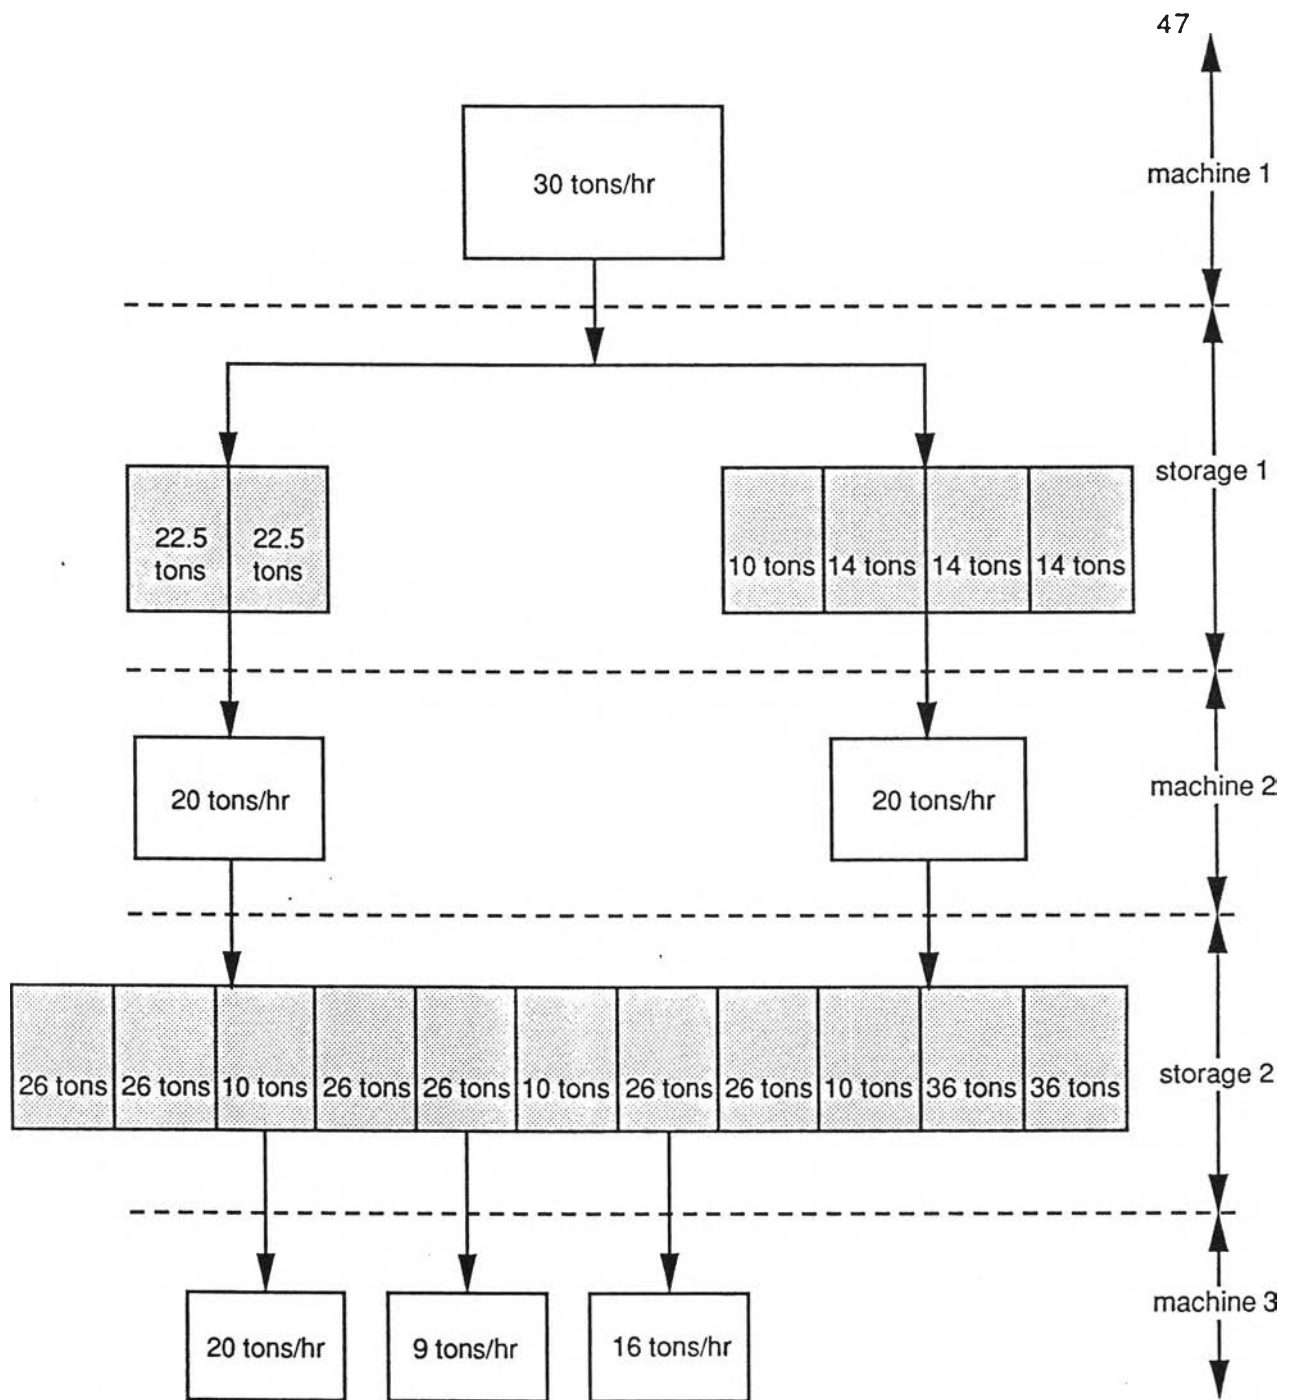 47
30 tons/hr
machine 1
22.5
tons
22.5
tons
10 tons
14 tons
14 tons
14 tons
storage 1
20 tons/hr
20 tons/hr
machine 2
26 tons
26 tons
10 tons
26 tons
26 tons
10 tons
26 tons
26 tons
10 tons
36 tons
36 tons
storage 2
20 tons/hr
9 tons/hr
16 tons/hr
machine 3